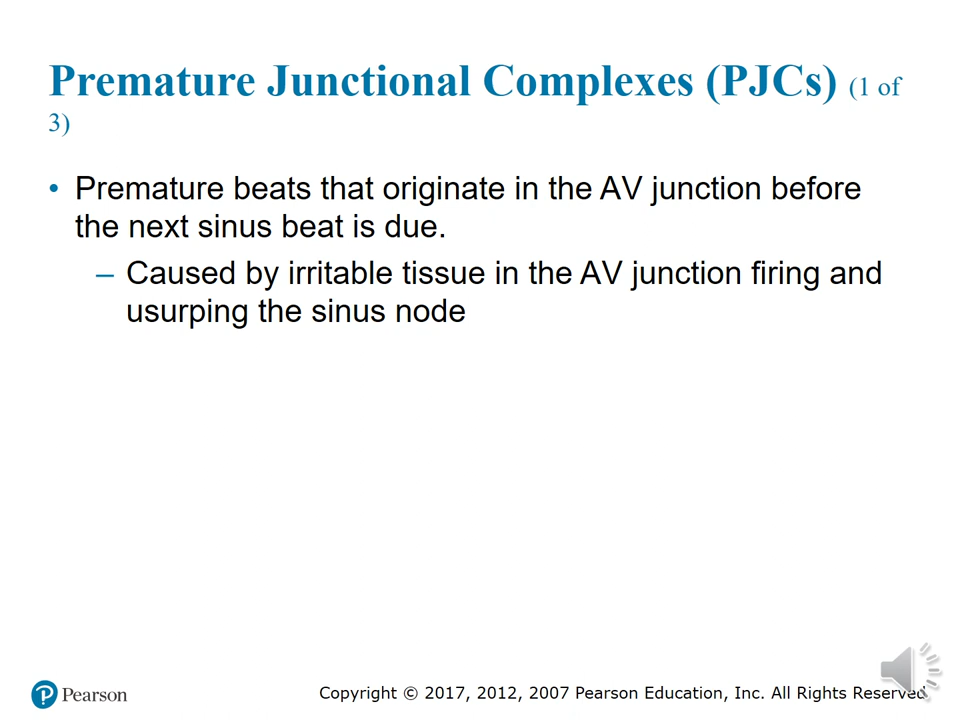 Premature Junctional Complexes (PJCs) (1 of
3)
• Premature beats that originate in the AV junction before
the next sinus beat is due.
– Caused by irritable tissue in the AV junction firing and
usurping the sinus node
Pearson
Copyright © 2017, 2012, 2007 Pearson Education, Inc. All Rights Reserved